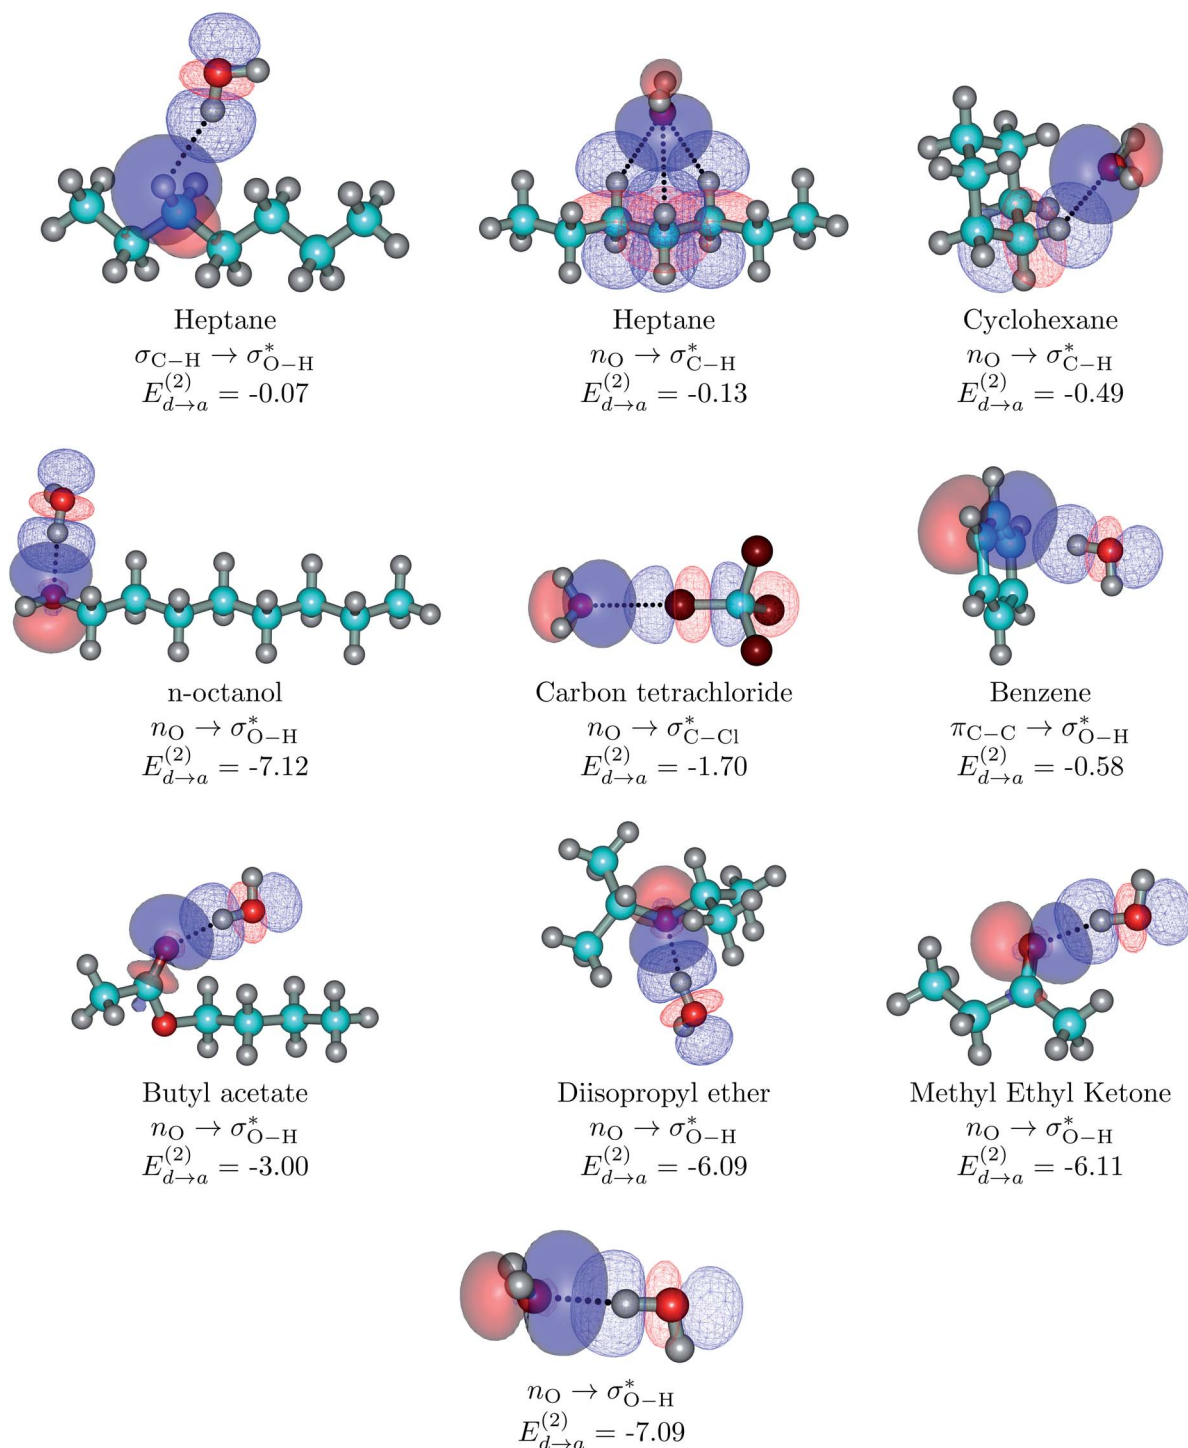 Heptane
σC−H → σ*O−H
E(2)d→a = -0.07
Heptane
nO → σ*C−H
E(2)d→a = -0.13
Cyclohexane
nO → σ*C−H
E(2)d→a = -0.49
n-octanol
nO → σ*O−H
E(2)d→a = -7.12
Carbon tetrachloride
nO → σ*C−Cl
E(2)d→a = -1.70
Benzene
πC−C → σ*O−H
E(2)d→a = -0.58
Butyl acetate
nO → σ*O−H
E(2)d→a = -3.00
Diisopropyl ether
nO → σ*O−H
E(2)d→a = -6.09
Methyl Ethyl Ketone
nO → σ*O−H
E(2)d→a = -6.11
nO → σ*O−H
E(2)d→a = -7.09